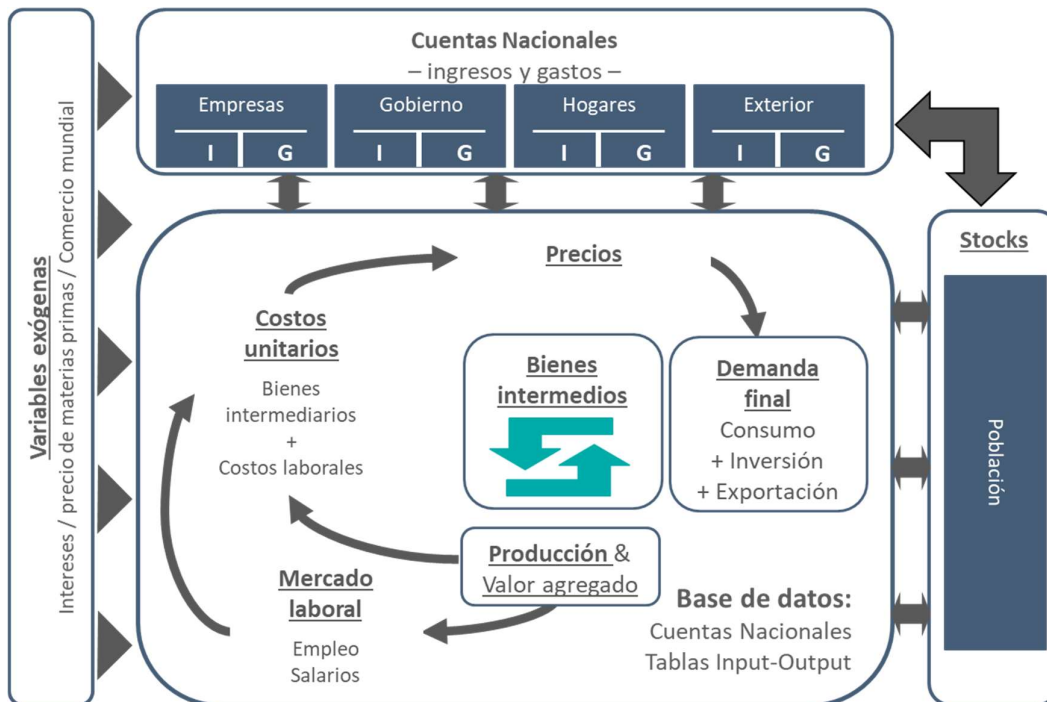 Variables exógenas
Intereses / precio de materias primas / Comercio mundial
Cuentas Nacionales
– ingresos y gastos –
Empresas
I G
Gobierno
I G
Hogares
I G
Exterior
I G
Precios
Costos
unitarios
Bienes
intermediarios
+
Costos laborales
Bienes
intermedios
Demanda
final
Consumo
+ Inversión
+ Exportación
Producción &
Valor agregado
Mercado
laboral
Empleo
Salarios
Base de datos:
Cuentas Nacionales
Tablas Input-Output
Stocks
Población